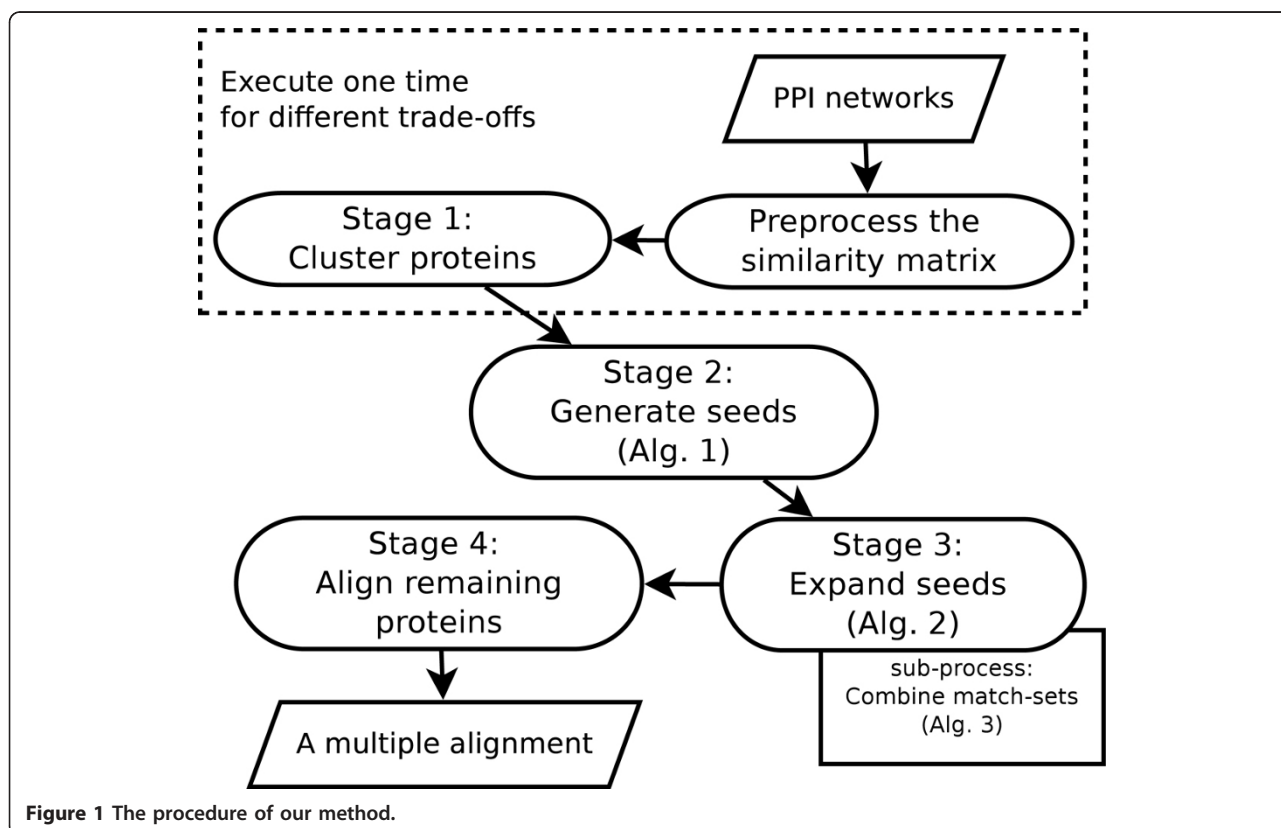 Execute one time
for different trade-offs
PPI networks
Preprocess the
similarity matrix
Stage 1:
Cluster proteins
Stage 2:
Generate seeds
(Alg. 1)
Stage 3:
Expand seeds
(Alg. 2)
sub-process:
Combine match-sets
(Alg. 3)
Stage 4:
Align remaining
proteins
A multiple alignment
Figure 1 The procedure of our method.